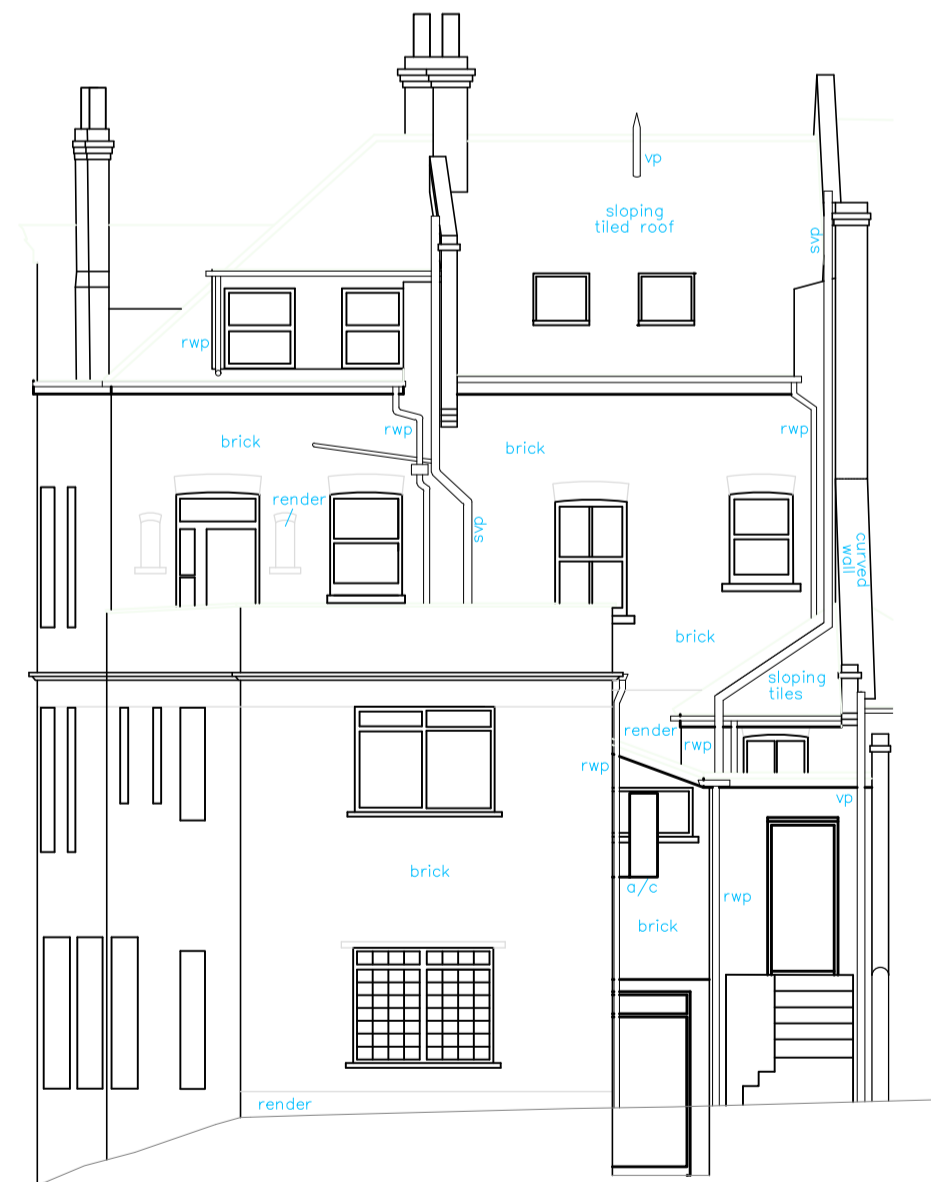 vp
sloping
tiled roof
svp
rwp
rwp
rwp
brick
brick
render
svp
curved
wall
brick
sloping
tiles
render
rwp
rwp
vp
brick
a/c
rwp
brick
render